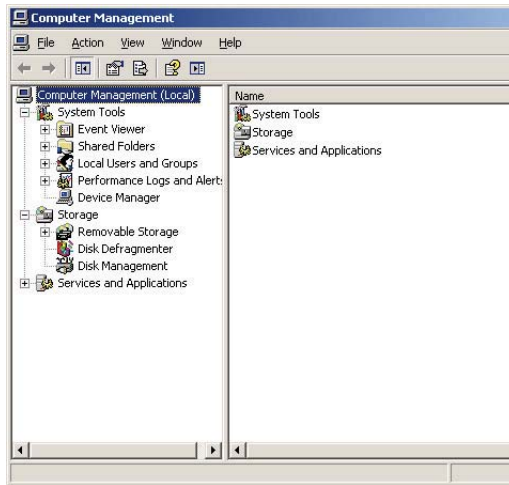 Computer Management
File Action View Window Help
Computer Management (Local)
System Tools
Event Viewer
Shared Folders
Local Users and Groups
Performance Logs and Alert
Device Manager
Storage
Removable Storage
Disk Defragmenter
Disk Management
Services and Applications
Name
System Tools
Storage
Services and Applications